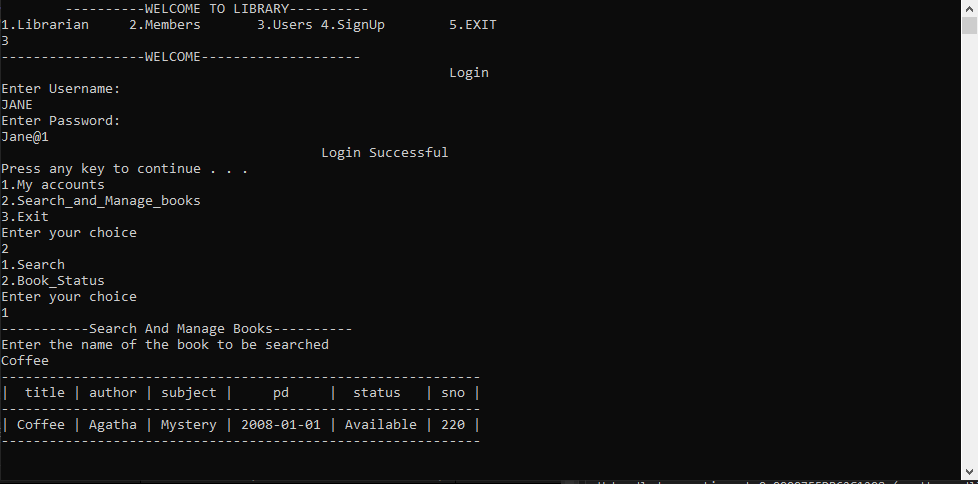 ----------WELCOME TO LIBRARY----------
1.Librarian     2.Members       3.Users 4.SignUp        5.EXIT
3
------------------WELCOME--------------------
Login
Enter Username:
JANE
Enter Password:
Jane@1
Login Successful
Press any key to continue . . .
1.My accounts
2.Search_and_Manage_books
3.Exit
Enter your choice
2
1.Search
2.Book_Status
Enter your choice
1
-----------Search And Manage Books----------
Enter the name of the book to be searched
Coffee
------------------------------------------------------------
|  title | author | subject |     pd     |  status   | sno |
------------------------------------------------------------
| Coffee | Agatha | Mystery | 2008-01-01 | Available | 220 |
------------------------------------------------------------